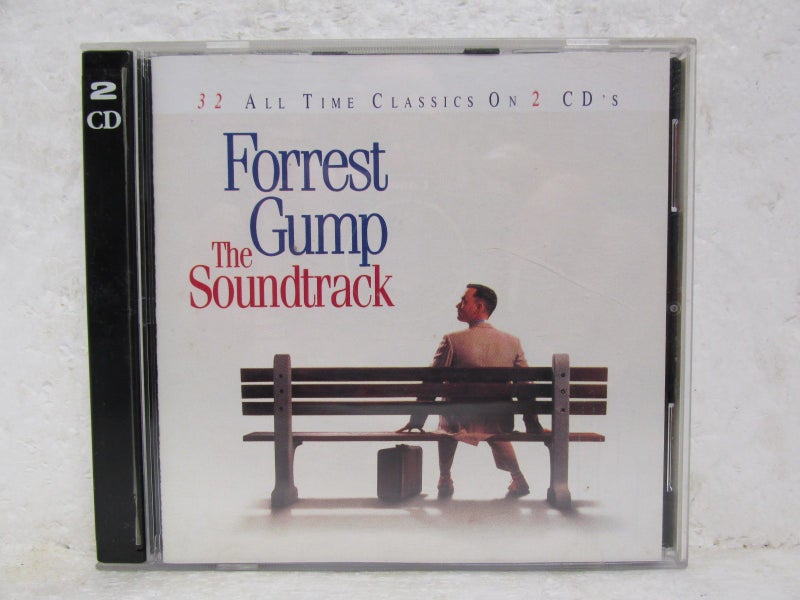 2
CD
32 ALL TIME CLASSICS ON 2 CD'S
Forrest
Gump
The
Soundtrack